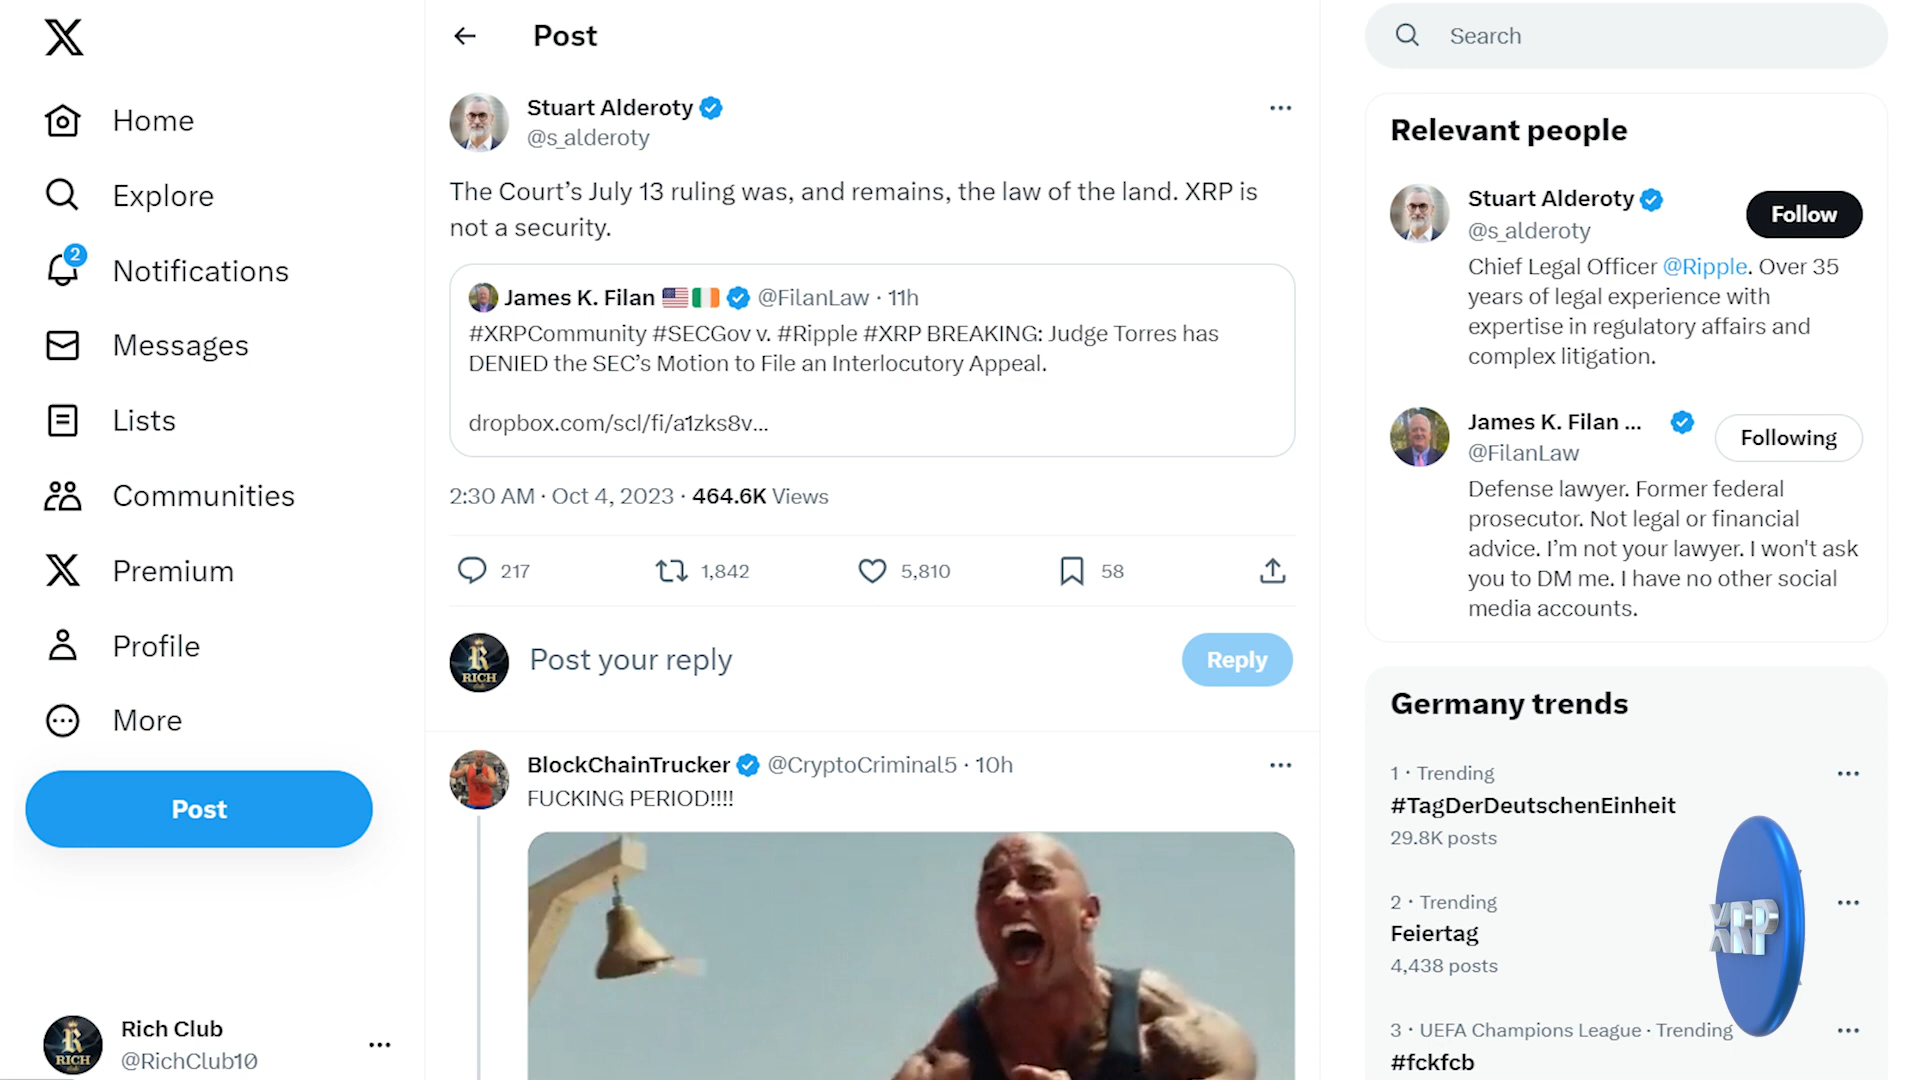 Home
Explore
2
Notifications
Messages
Lists
Communities
Premium
Profile
More
Post
RICH
Rich Club
@RichClub10
Post
Stuart Alderoty
@s_alderoty
The Court’s July 13 ruling was, and remains, the law of the land. XRP is
not a security.
James K. Filan 🇺🇸🇮🇪 @FilanLaw · 11h
#XRPCommunity #SECGov v. #Ripple #XRP BREAKING: Judge Torres has
DENIED the SEC’s Motion to File an Interlocutory Appeal.
dropbox.com/scl/fi/a1zks8v...
2:30 AM · Oct 4, 2023 · 464.6K Views
217 1,842 5,810 58
R
RICH
club
Post your reply
Reply
BlockChainTrucker @CryptoCriminal5 · 10h
FUCKING PERIOD!!!!
Search
Relevant people
Stuart Alderoty
@s_alderoty
Follow
Chief Legal Officer @Ripple. Over 35
years of legal experience with
expertise in regulatory affairs and
complex litigation.
James K. Filan ...
@FilanLaw
Following
Defense lawyer. Former federal
prosecutor. Not legal or financial
advice. I’m not your lawyer. I won't ask
you to DM me. I have no other social
media accounts.
Germany trends
1 · Trending
#TagDerDeutschenEinheit
29.8K posts
2 · Trending
Feiertag
4,438 posts
3 · UEFA Champions League · Trending
#fckfcb
XRP